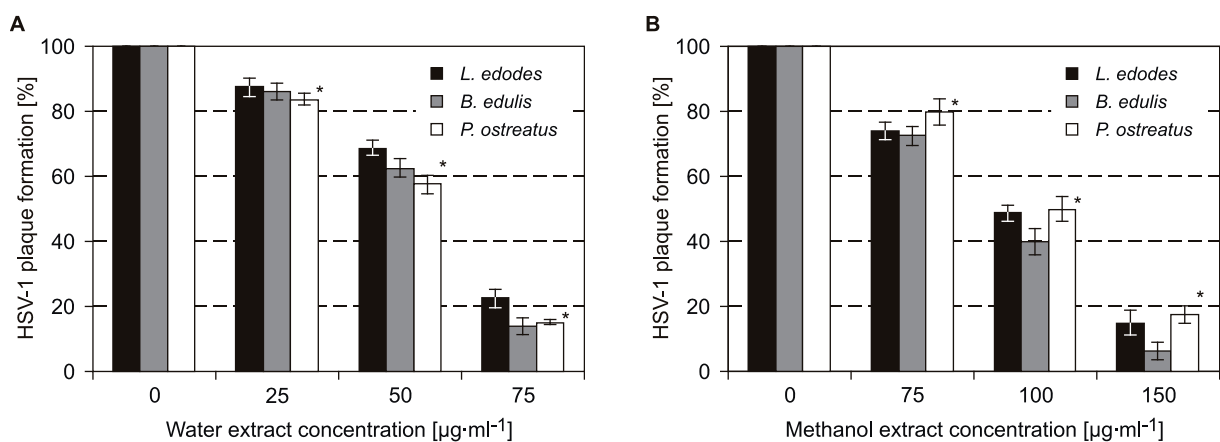 A
HSV-1 plaque formation [%]
100
80
60
40
20
0
L. edodes
B. edulis
P. ostreatus
*
*
*
0 25 50 75
Water extract concentration [µg·ml⁻¹]
B
HSV-1 plaque formation [%]
100
80
60
40
20
0
L. edodes
B. edulis
P. ostreatus
*
*
*
0 75 100 150
Methanol extract concentration [µg·ml⁻¹]